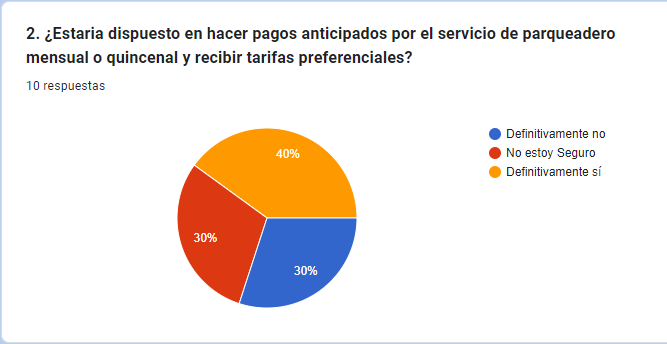 2. ¿Estaria dispuesto en hacer pagos anticipados por el servicio de parqueadero
mensual o quincenal y recibir tarifas preferenciales?
10 respuestas
Definitivamente no
No estoy Seguro
Definitivamente sí
40%
30%
30%